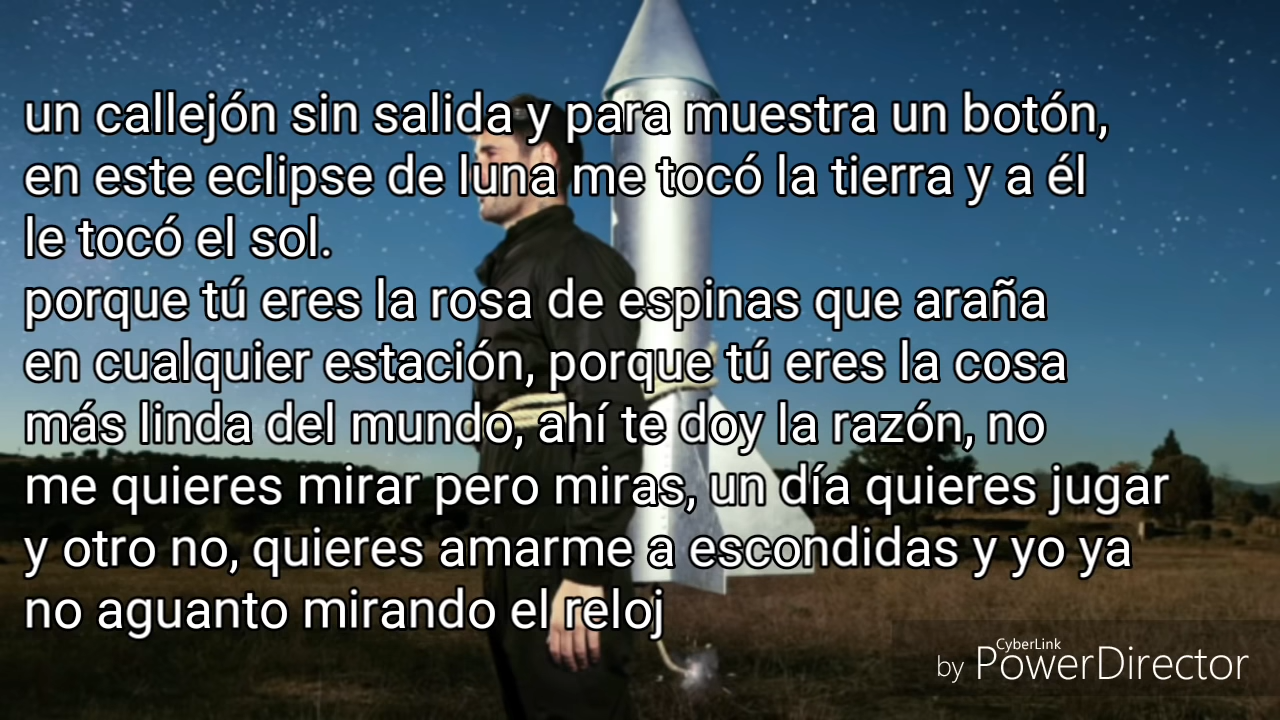 un callejón sin salida y para muestra un botón,
en este eclipse de luna me tocó la tierra y a él
le tocó el sol.
porque tú eres la rosa de espinas que araña
en cualquier estación, porque tú eres la cosa
más linda del mundo, ahí te doy la razón, no
me quieres mirar pero miras, un día quieres jugar
y otro no, quieres amarme a escondidas y yo ya
no aguanto mirando el reloj
CyberLink
by PowerDirector